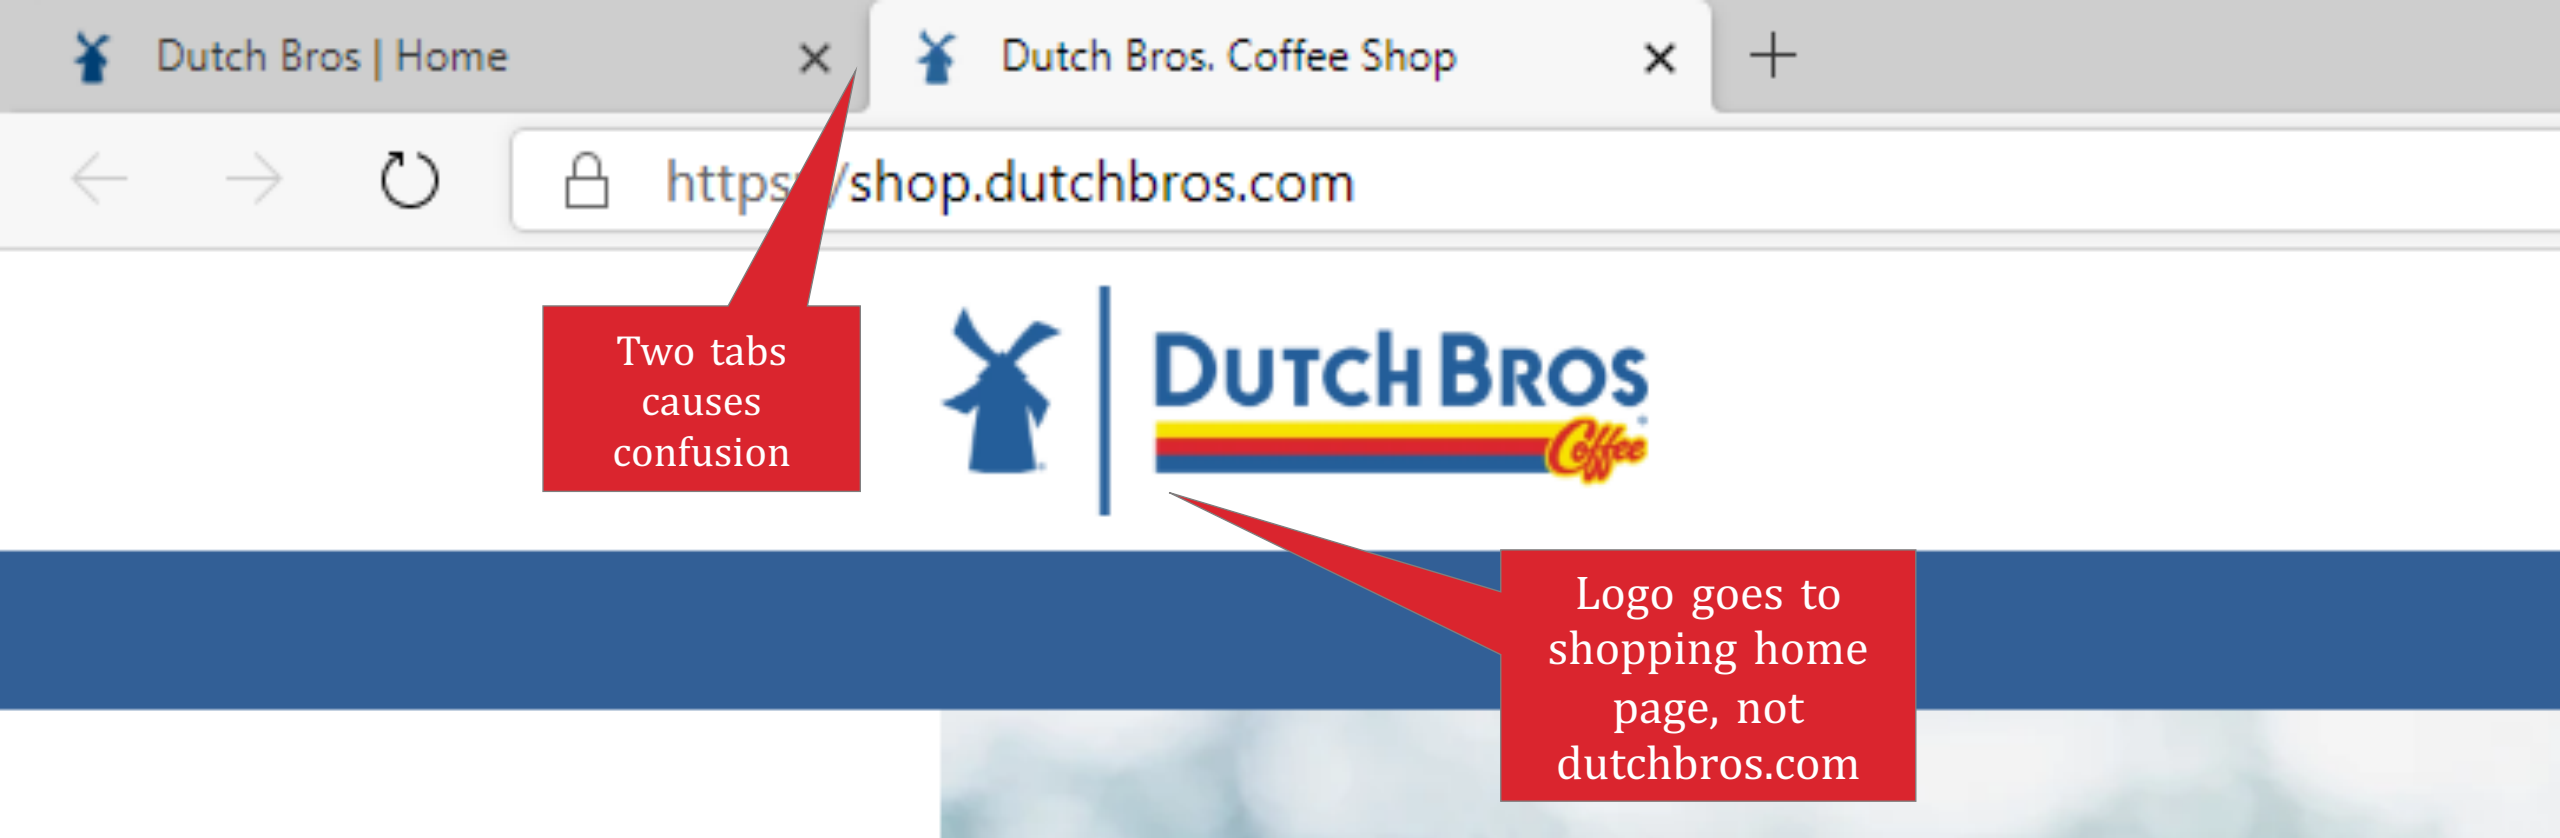 Dutch Bros | Home
Dutch Bros. Coffee Shop
https://shop.dutchbros.com
Two tabs
causes
confusion
DUTCH BROS
Coffee
Logo goes to
shopping home
page, not
dutchbros.com